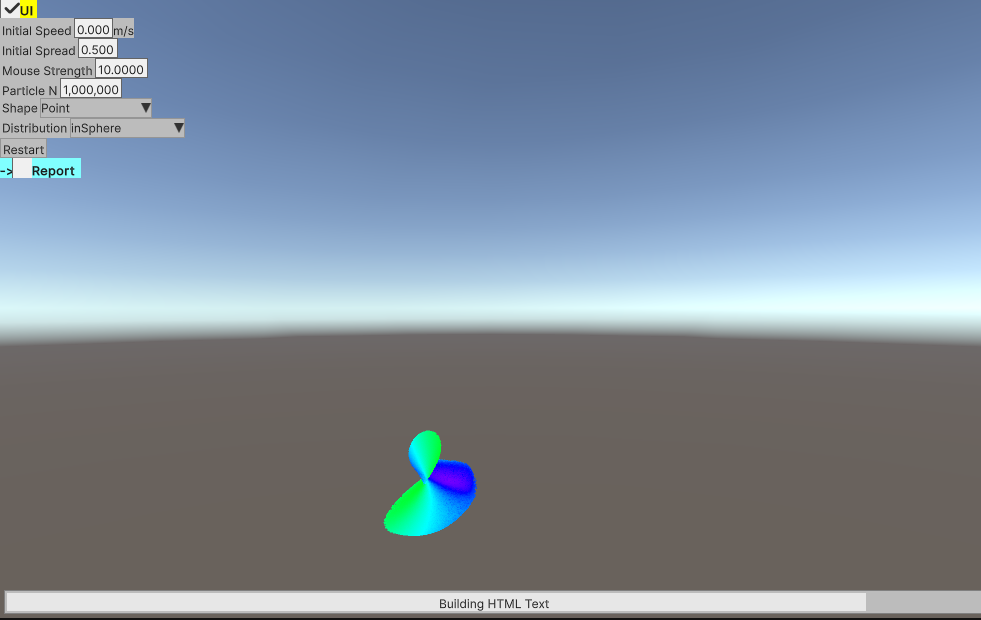 UI
Initial Speed 0.000 m/s
Initial Spread 0.500
Mouse Strength 10.0000
Particle N 1,000,000
Shape Point
Distribution inSphere
Restart
-> Report
Building HTML Text